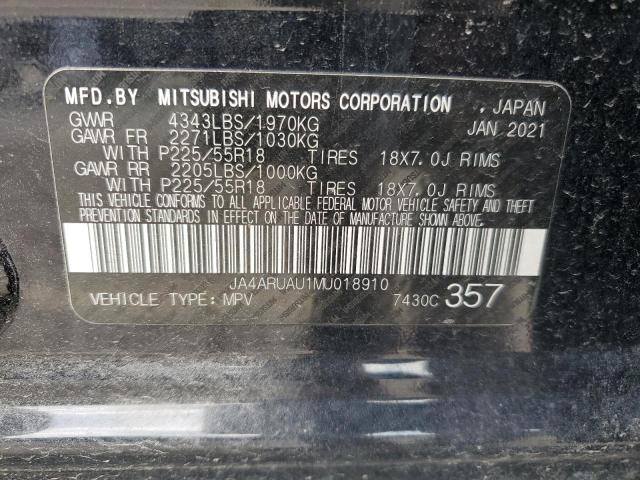 MFD.BY MITSUBISHI MOTORS CORPORATION , JAPAN
GVWR 4343LBS/1970KG JAN 2021
GAWR FR 2271LBS/1030KG
WITH P225/55R18 TIRES 18X7.0J RIMS
GAWR RR 2205LBS/1000KG
WITH P225/55R18 TIRES 18X7.0J RIMS
THIS VEHICLE CONFORMS TO ALL APPLICABLE FEDERAL MOTOR VEHICLE SAFETY AND THEFT
PREVENTION STANDARDS IN EFFECT ON THE DATE OF MANUFACTURE SHOWN ABOVE.
JA4ARUAU1MU018910
VEHICLE TYPE: MPV 7430C 357